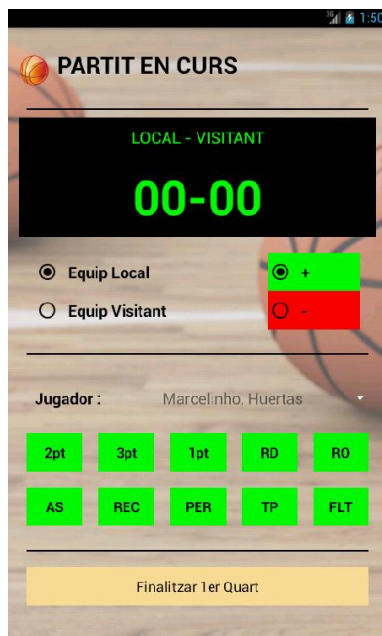 3G 1:50
PARTIT EN CURS
LOCAL - VISITANT
00-00
Equip Local +
Equip Visitant -
Jugador : Marcelinho, Huertas
2pt 3pt 1pt RD RO
AS REC PER TP FLT
Finalitzar 1er Quart